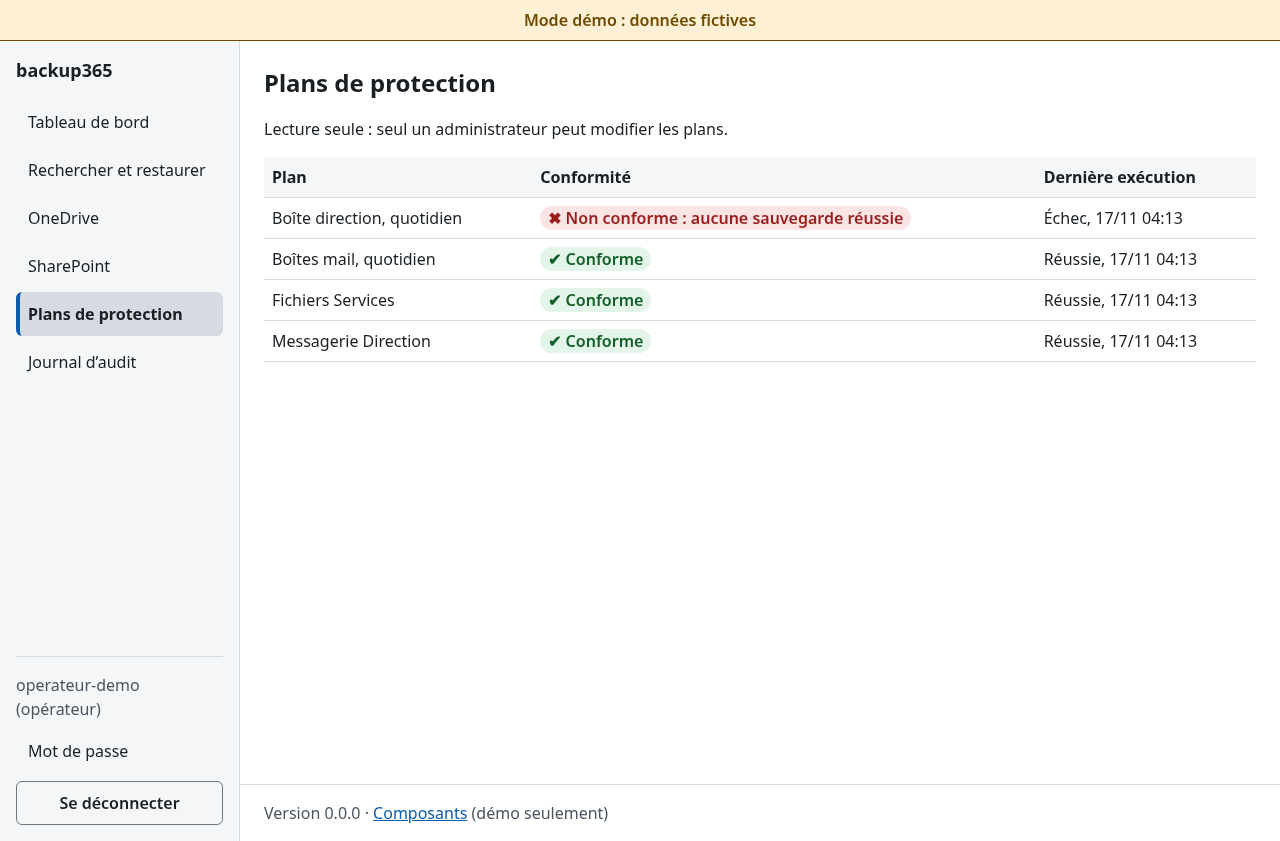 Mode démo : données fictives
backup365
Tableau de bord
Rechercher et restaurer
OneDrive
SharePoint
Plans de protection
Journal d’audit
operateur-demo
(opérateur)
Mot de passe
Se déconnecter
Plans de protection
Lecture seule : seul un administrateur peut modifier les plans.
Plan Conformité Dernière exécution
Boîte direction, quotidien ✖ Non conforme : aucune sauvegarde réussie Échec, 17/11 04:13
Boîtes mail, quotidien ✔ Conforme Réussie, 17/11 04:13
Fichiers Services ✔ Conforme Réussie, 17/11 04:13
Messagerie Direction ✔ Conforme Réussie, 17/11 04:13
Version 0.0.0 · Composants (démo seulement)